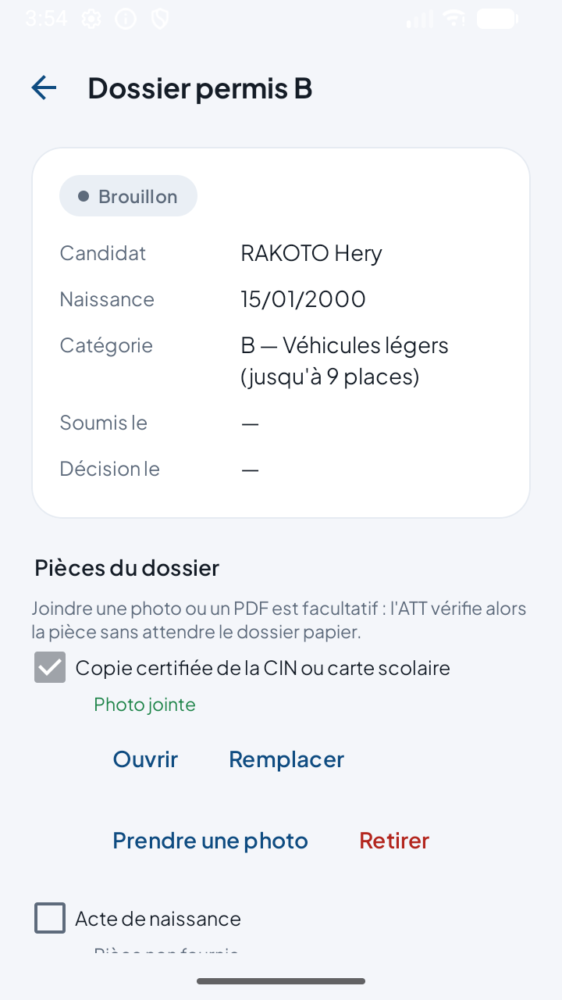 3:54
Dossier permis B
Brouillon
Candidat RAKOTO Hery
Naissance 15/01/2000
Catégorie B — Véhicules légers
(jusqu'à 9 places)
Soumis le —
Décision le —
Pièces du dossier
Joindre une photo ou un PDF est facultatif : l'ATT vérifie alors
la pièce sans attendre le dossier papier.
Copie certifiée de la CIN ou carte scolaire
Photo jointe
Ouvrir Remplacer
Prendre une photo Retirer
Acte de naissance
Pièce non fournie